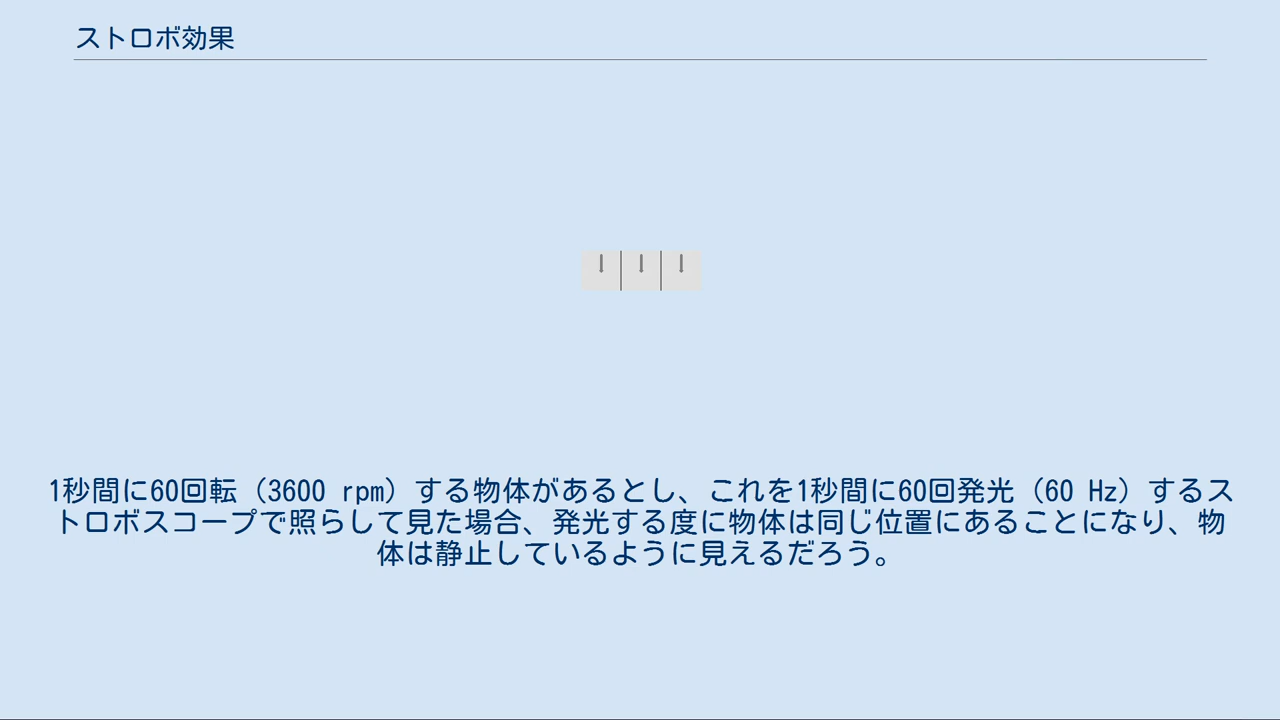 ストロボ効果
1秒間に60回転（3600 rpm）する物体があるとし、これを1秒間に60回発光（60 Hz）するス
トロボスコープで照らして見た場合、発光する度に物体は同じ位置にあることになり、物
体は静止しているように見えるだろう。